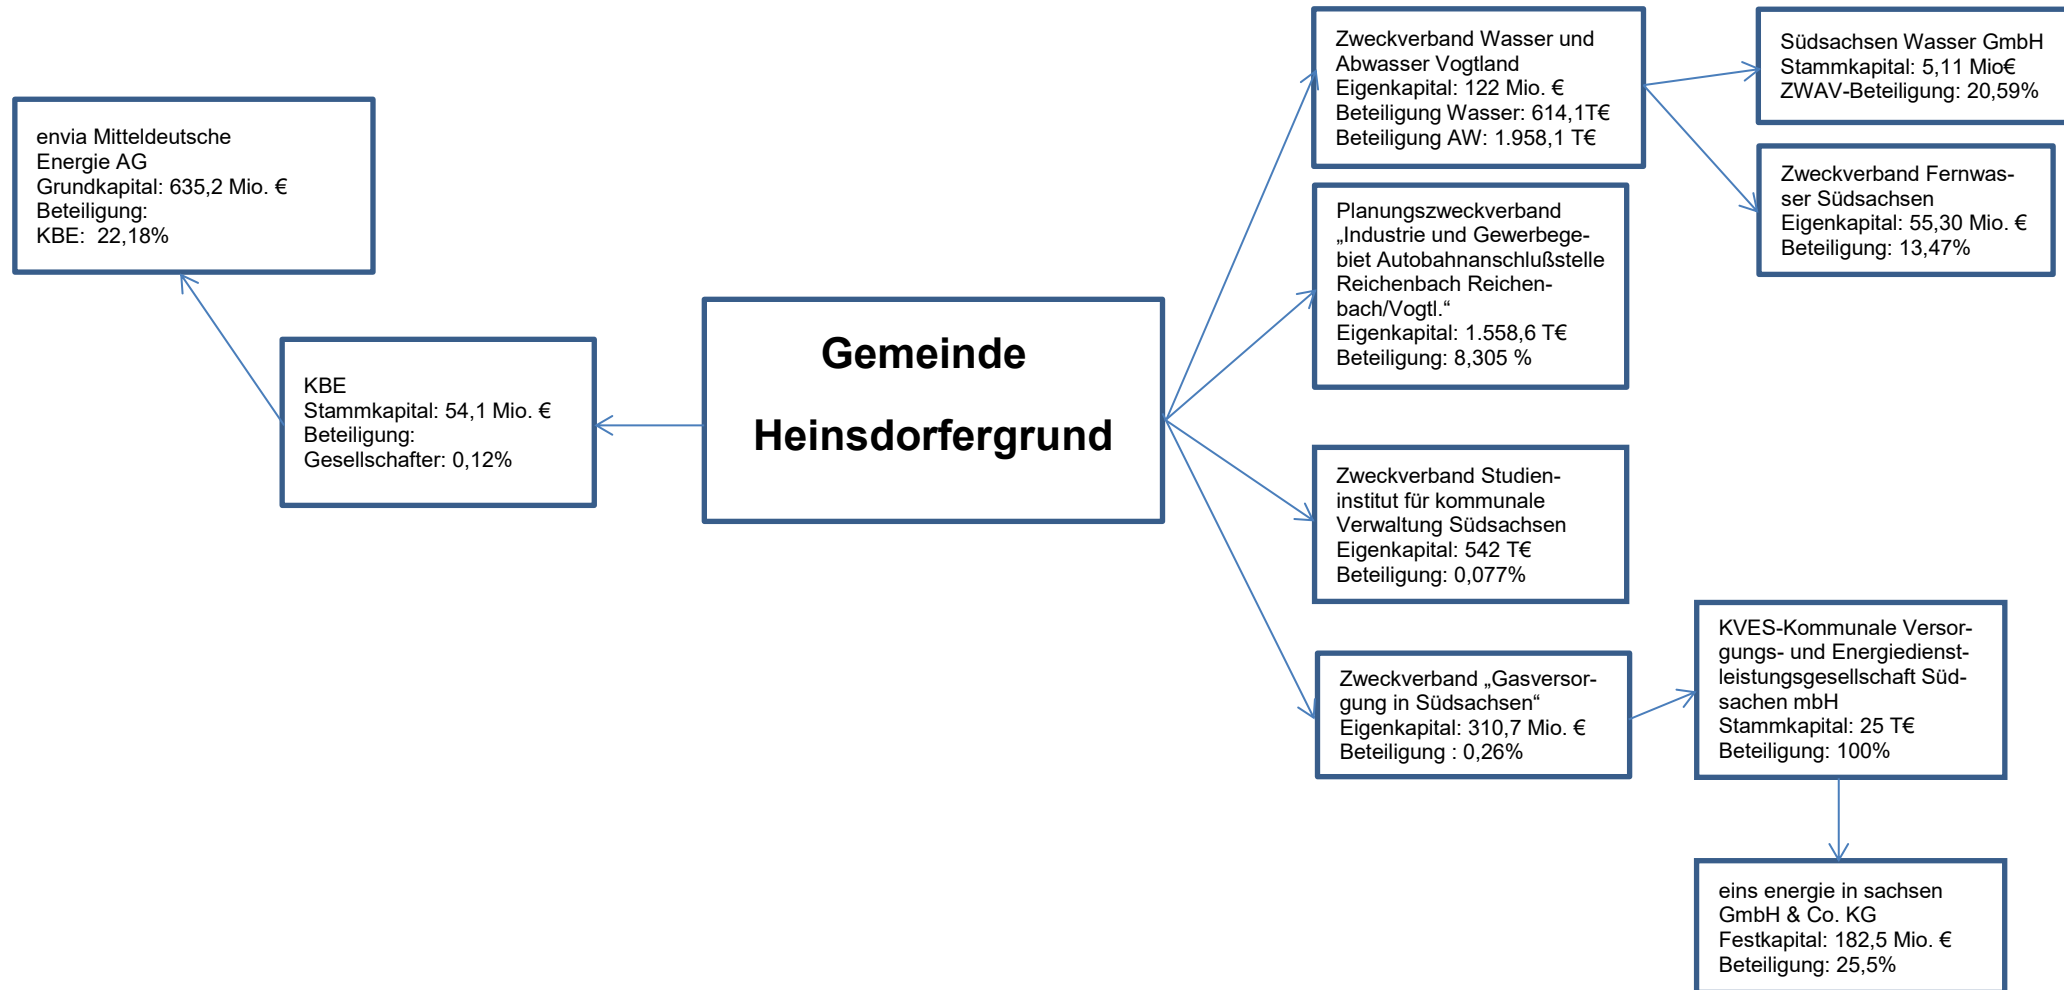 envia Mitteldeutsche
Energie AG
Grundkapital: 635,2 Mio. €
Beteiligung:
KBE:  22,18%
KBE
Stammkapital: 54,1 Mio. €
Beteiligung:
Gesellschafter: 0,12%
Gemeinde
Heinsdorfergrund
Zweckverband Wasser und
Abwasser Vogtland
Eigenkapital: 122 Mio. €
Beteiligung Wasser: 614,1T€
Beteiligung AW: 1.958,1 T€
Südsachsen Wasser GmbH
Stammkapital: 5,11 Mio€
ZWAV-Beteiligung: 20,59%
Zweckverband Fernwas-
ser Südsachsen
Eigenkapital: 55,30 Mio. €
Beteiligung: 13,47%
Planungszweckverband
„Industrie und Gewerbege-
biet Autobahnanschlußstelle
Reichenbach Reichen-
bach/Vogtl.“
Eigenkapital: 1.558,6 T€
Beteiligung: 8,305 %
Zweckverband Studien-
institut für kommunale
Verwaltung Südsachsen
Eigenkapital: 542 T€
Beteiligung: 0,077%
Zweckverband „Gasversor-
gung in Südsachsen“
Eigenkapital: 310,7 Mio. €
Beteiligung : 0,26%
KVES-Kommunale Versor-
gungs- und Energiedienst-
leistungsgesellschaft Süd-
sachen mbH
Stammkapital: 25 T€
Beteiligung: 100%
eins energie in sachsen
GmbH & Co. KG
Festkapital: 182,5 Mio. €
Beteiligung: 25,5%